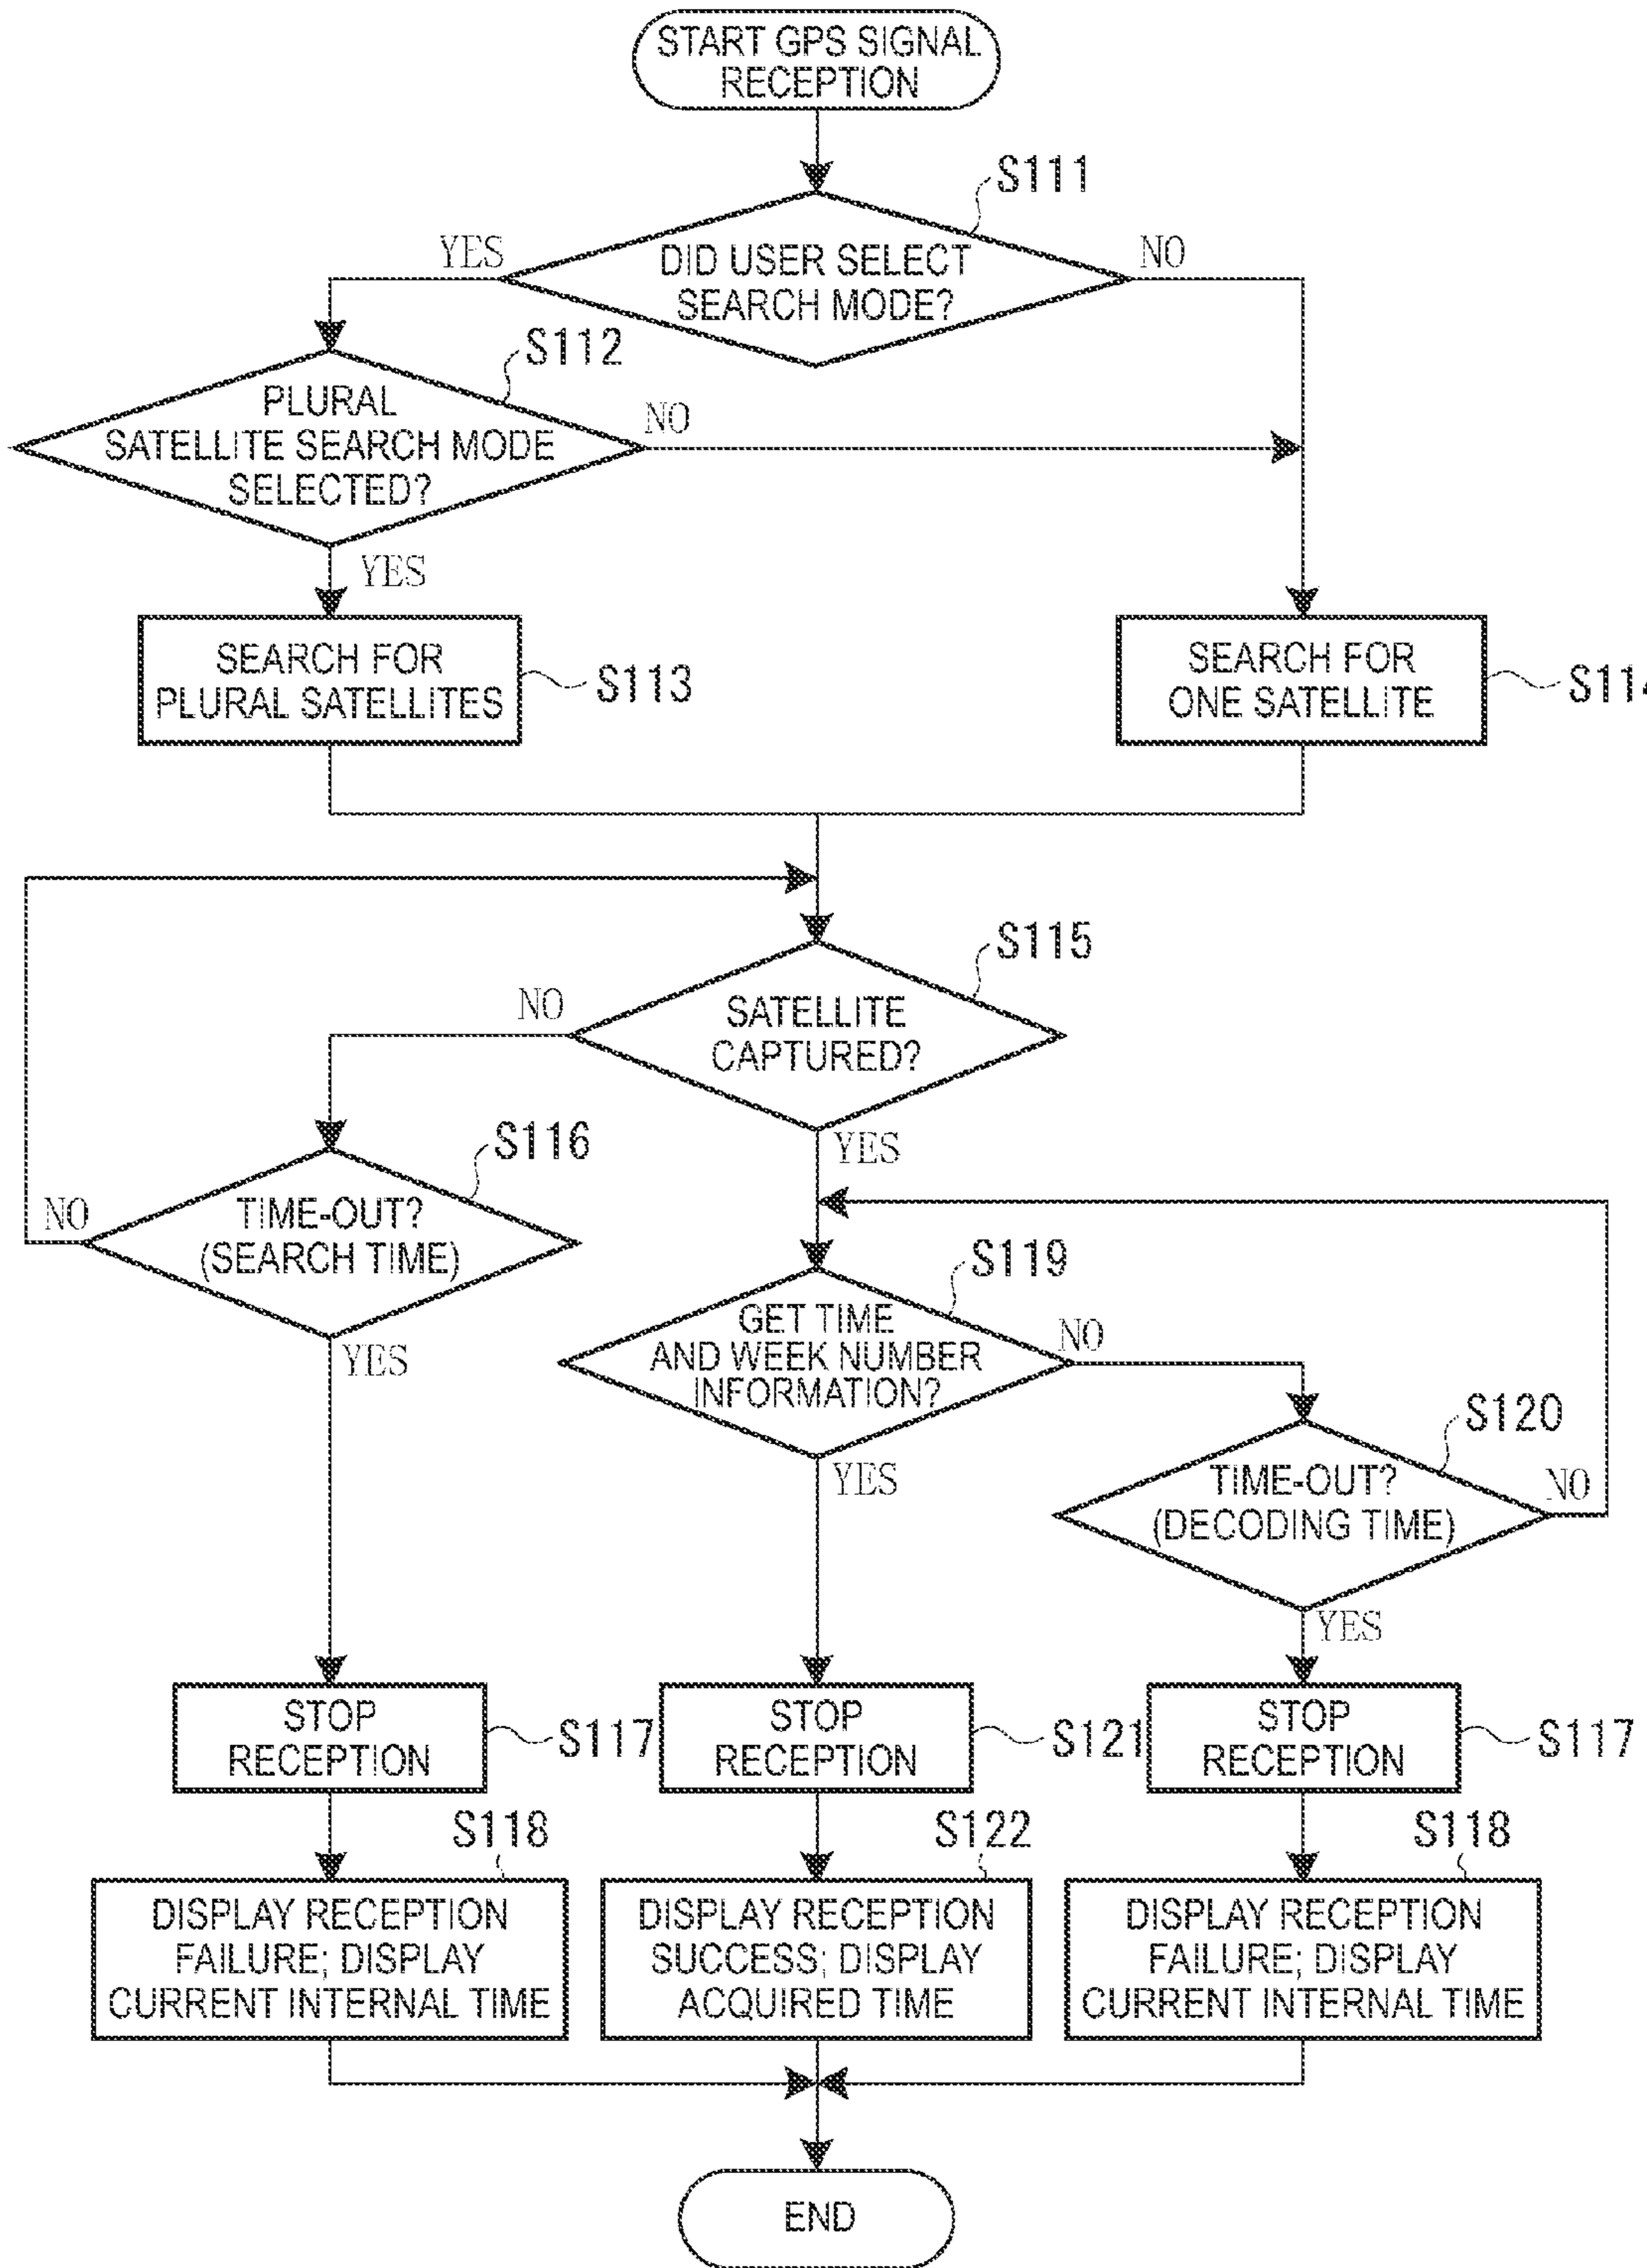 START GPS SIGNAL
RECEPTION
S111
YES
DID USER SELECT
SEARCH MODE?
NO
S112
PLURAL
SATELLITE SEARCH MODE
SELECTED?
NO
YES
SEARCH FOR
PLURAL SATELLITES
S113
SEARCH FOR
ONE SATELLITE
S114
S115
NO
SATELLITE
CAPTURED?
YES
S116
NO
TIME-OUT?
(SEARCH TIME)
YES
S119
GET TIME
AND WEEK NUMBER
INFORMATION?
NO
YES
S120
TIME-OUT?
(DECODING TIME)
NO
YES
STOP
RECEPTION
S117
STOP
RECEPTION
S121
STOP
RECEPTION
S117
S118
DISPLAY RECEPTION
FAILURE; DISPLAY
CURRENT INTERNAL TIME
S122
DISPLAY RECEPTION
SUCCESS; DISPLAY
ACQUIRED TIME
S118
DISPLAY RECEPTION
FAILURE; DISPLAY
CURRENT INTERNAL TIME
END